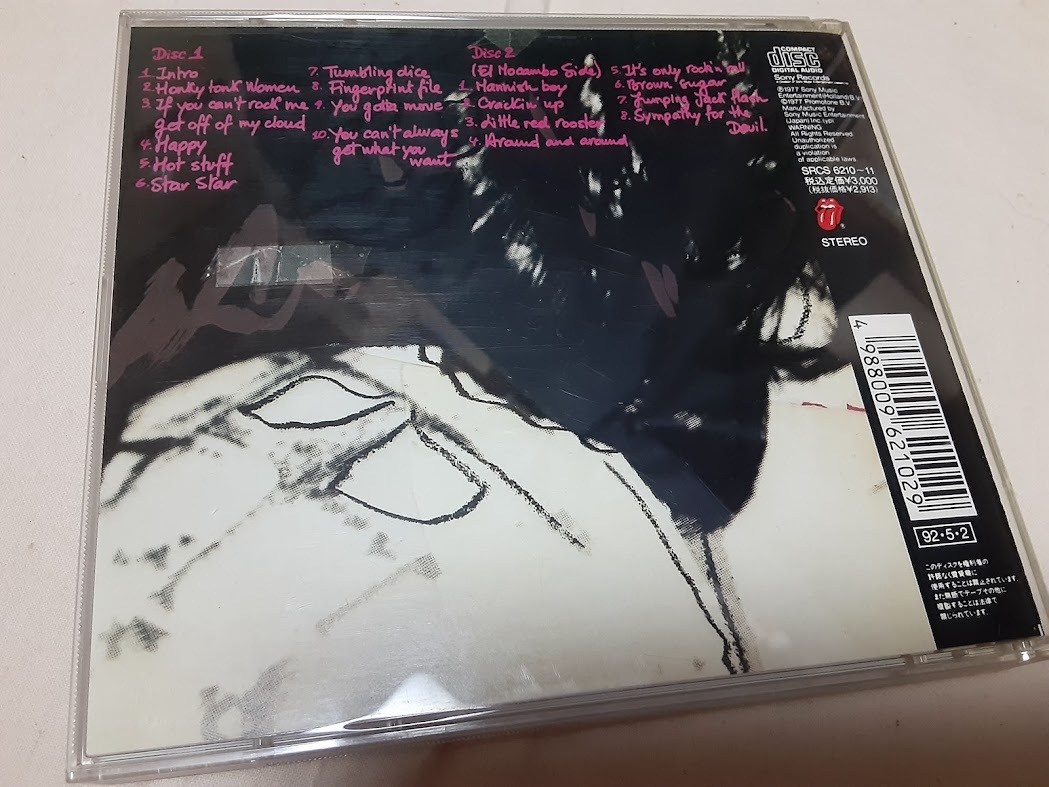 Disc 1
1. Intro
2. Honky tonk Women
3. If you can't rock me
get off of my cloud
4. Happy
5. Hot stuff
6. Star Star
7. Tumbling dice
8. Fingerprint file
9. You gotta move
10. You can't always
get what you
want
Disc 2
(El Mocambo Side)
1. Mannish boy
2. Crackin' up
3. Little red rooster
4. Around and around
5. It's only rock'n roll
6. Brown Sugar
7. Jumping Jack Flash
8. Sympathy for the
Devil.
COMPACT
disc
DIGITAL AUDIO
Sony Records
℗1977 Sony Music
Entertainment (Holland) B.V.
©1977 Promotone B.V.
Manufactured by
Sony Music Entertainment
(Japan) Inc.
WARNING
All Rights Reserved.
Unauthorized
duplication is
a violation
of applicable laws
SRCS 6210~11
税込定価¥3,000
(税抜価格¥2,913)
STEREO
4 988009 621029
92・5・2
このディスクを権利者の
許諾なく賃貸業に
使用することは禁止されています。
また無断でテープその他に
録音することは法律で
禁じられています。